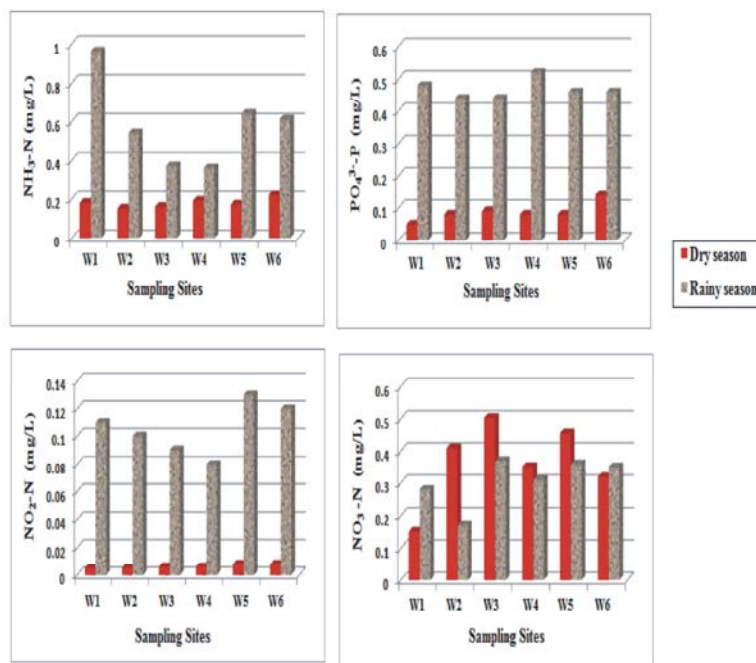 NH₃-N (mg/L)
1
0.8
0.6
0.4
0.2
0
W1 W2 W3 W4 W5 W6
Sampling Sites
PO₄³⁻-P (mg/L)
0.6
0.5
0.4
0.3
0.2
0.1
0
W1 W2 W3 W4 W5 W6
Sampling Sites
Dry season
Rainy season
NO₂-N (mg/L)
0.14
0.12
0.1
0.08
0.06
0.04
0.02
0
W1 W2 W3 W4 W5 W6
Sampling Sites
NO₃-N (mg/L)
0.6
0.5
0.4
0.3
0.2
0.1
0
W1 W2 W3 W4 W5 W6
Sampling Sites